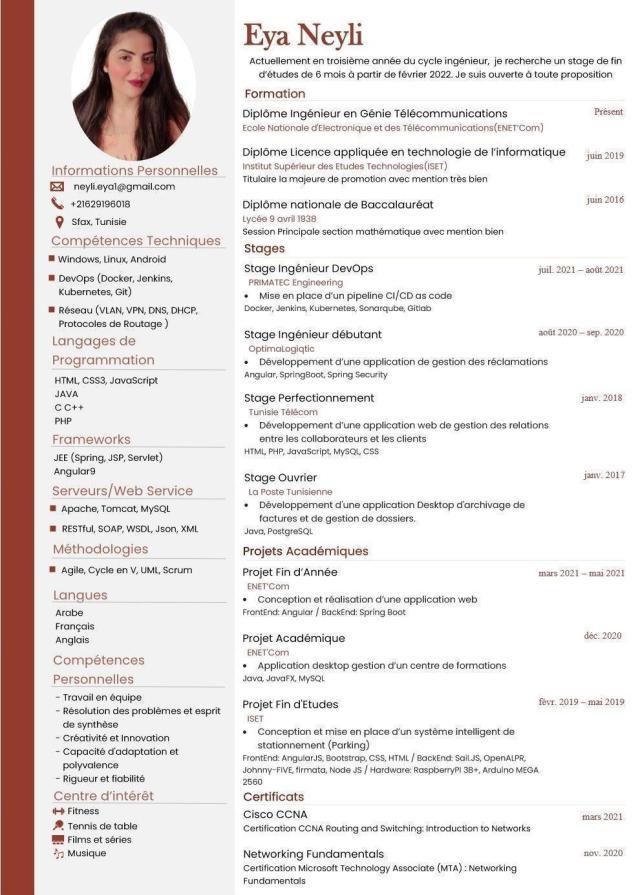 Eya Neyli
Actuellement en troisième année du cycle ingénieur, je recherche un stage de fin
d'études de 6 mois à partir de février 2022. Je suis ouverte à toute proposition
Informations Personnelles
neyli.eya1@gmail.com
+21629196018
Sfax, Tunisie
Compétences Techniques
Windows, Linux, Android
DevOps (Docker, Jenkins,
Kubernetes, Git)
Réseau (VLAN, VPN, DNS, DHCP,
Protocoles de Routage )
Langages de
Programmation
HTML, CSS3, JavaScript
JAVA
C C++
PHP
Frameworks
JEE (Spring, JSP, Servlet)
Angular9
Serveurs/Web Service
Apache, Tomcat, MySQL
RESTful, SOAP, WSDL, Json, XML
Méthodologies
Agile, Cycle en V, UML, Scrum
Langues
Arabe
Français
Anglais
Compétences
Personnelles
- Travail en équipe
- Résolution des problèmes et esprit
de synthèse
- Créativité et Innovation
- Capacité d'adaptation et
polyvalence
- Rigueur et fiabilité
Centre d'intérêt
Fitness
Tennis de table
Films et séries
Musique
Formation
Diplôme Ingénieur en Génie Télécommunications Présent
Ecole Nationale d'Electronique et des Télécommunications(ENET'Com)
Diplôme Licence appliquée en technologie de l'informatique juin 2019
Institut Supérieur des Etudes Technologies(ISET)
Titulaire la majeure de promotion avec mention très bien
Diplôme nationale de Baccalauréat juin 2016
Lycée 9 avril 1938
Session Principale section mathématique avec mention bien
Stages
Stage Ingénieur DevOps juil. 2021 – août 2021
PRIMATEC Engineering
• Mise en place d'un pipeline CI/CD as code
Docker, Jenkins, Kubernetes, Sonarqube, Gitlab
Stage Ingénieur débutant août 2020 – sep. 2020
OptimaLogiqtic
• Développement d'une application de gestion des réclamations
Angular, SpringBoot, Spring Security
Stage Perfectionnement janv. 2018
Tunisie Télécom
• Développement d'une application web de gestion des relations
entre les collaborateurs et les clients
HTML, PHP, JavaScript, MySQL, CSS
Stage Ouvrier janv. 2017
La Poste Tunisienne
• Développement d'une application Desktop d'archivage de
factures et de gestion de dossiers.
Java, PostgreSQL
Projets Académiques
Projet Fin d'Année mars 2021 – mai 2021
ENET'Com
• Conception et réalisation d'une application web
FrontEnd: Angular / BackEnd: Spring Boot
Projet Académique déc. 2020
ENET'Com
• Application desktop gestion d'un centre de formations
Java, JavaFX, MySQL
Projet Fin d'Etudes févr. 2019 – mai 2019
ISET
• Conception et mise en place d'un système intelligent de
stationnement (Parking)
FrontEnd: AngularJS, Bootstrap, CSS, HTML / BackEnd: Sail.JS, OpenALPR,
Johnny-FIVE, firmata, Node JS / Hardware: RaspberryPI 3B+, Arduino MEGA
2560
Certificats
Cisco CCNA mars 2021
Certification CCNA Routing and Switching: Introduction to Networks
Networking Fundamentals nov. 2020
Certification Microsoft Technology Associate (MTA) : Networking
Fundamentals